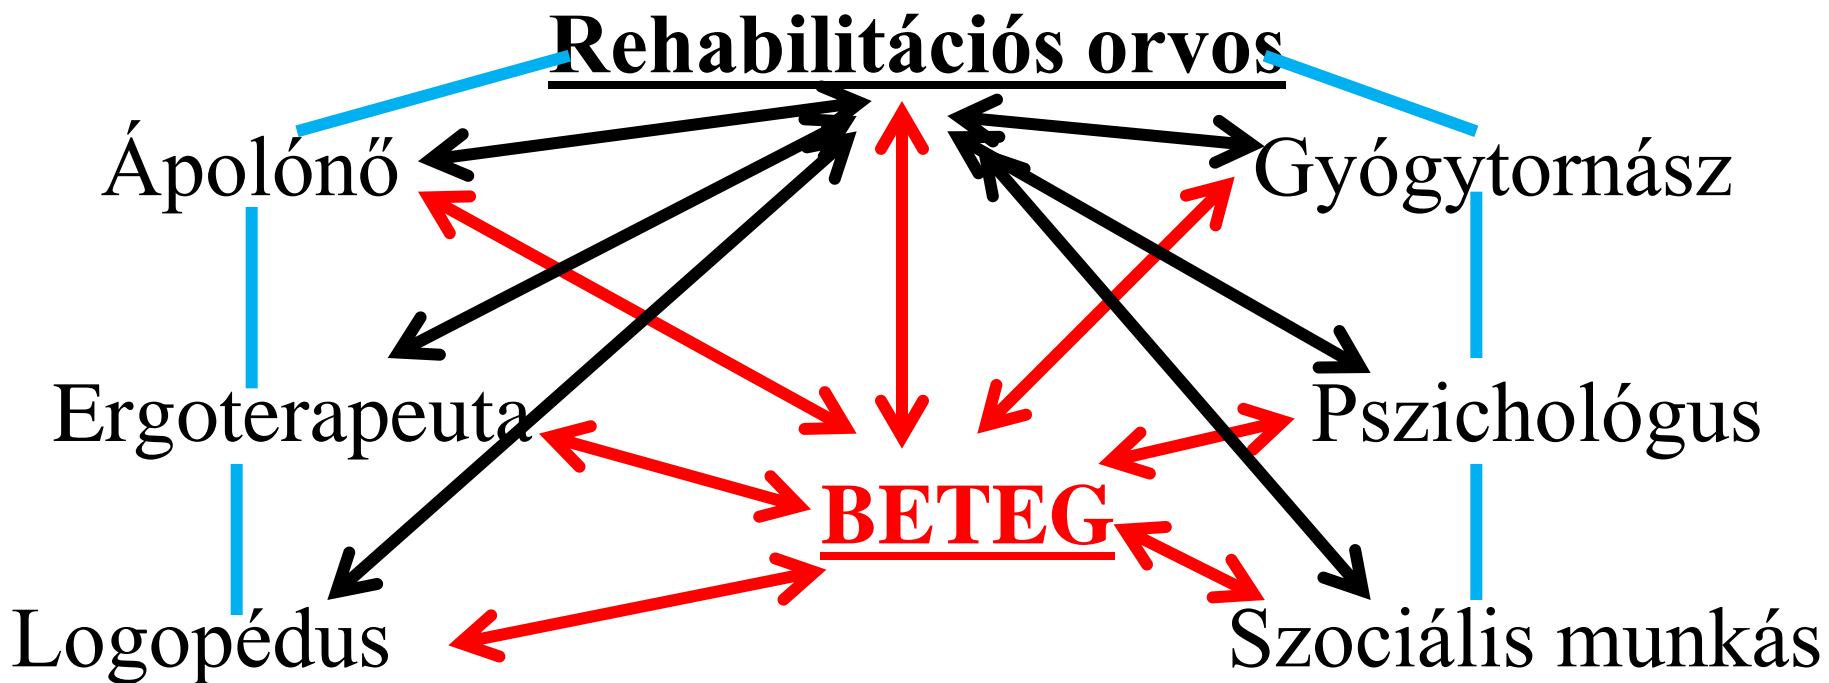 Rehabilitációs orvos
Ápolónő
Gyógytornász
Ergoterapeuta
Pszichológus
BETEG
Logopédus
Szociális munkás